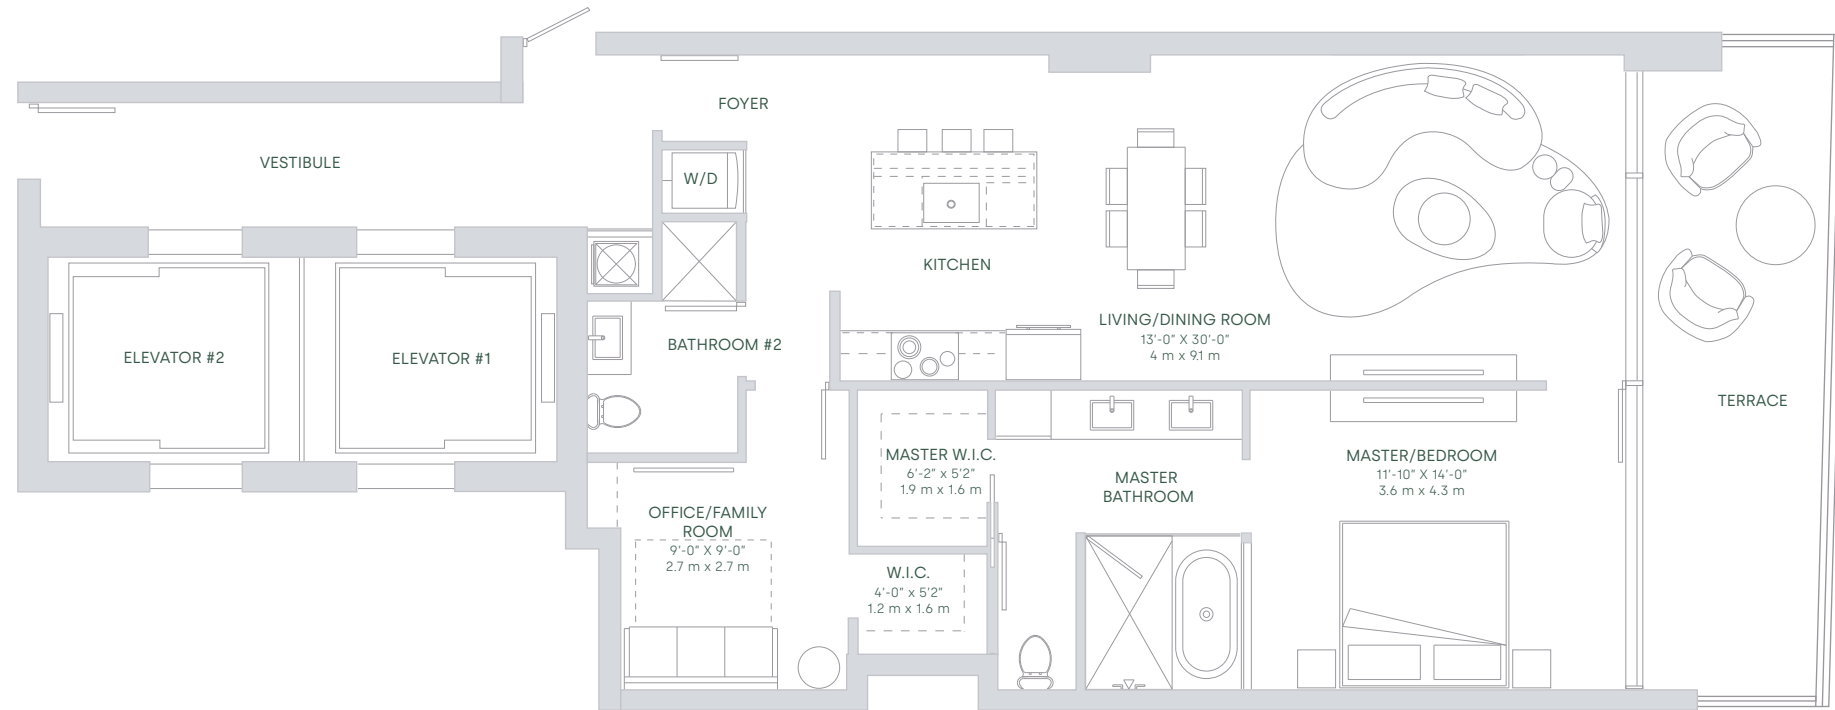 FOYER
VESTIBULE
W/D
KITCHEN
LIVING/DINING ROOM
13'-0" X 30'-0"
4 m x 9.1 m
BATHROOM #2
ELEVATOR #2
ELEVATOR #1
TERRACE
MASTER W.I.C.
6'-2" x 5'2"
1.9 m x 1.6 m
MASTER
BATHROOM
MASTER/BEDROOM
11'-10" X 14'-0"
3.6 m x 4.3 m
OFFICE/FAMILY
ROOM
9'-0" X 9'-0"
2.7 m x 2.7 m
W.I.C.
4'-0" x 5'2"
1.2 m x 1.6 m